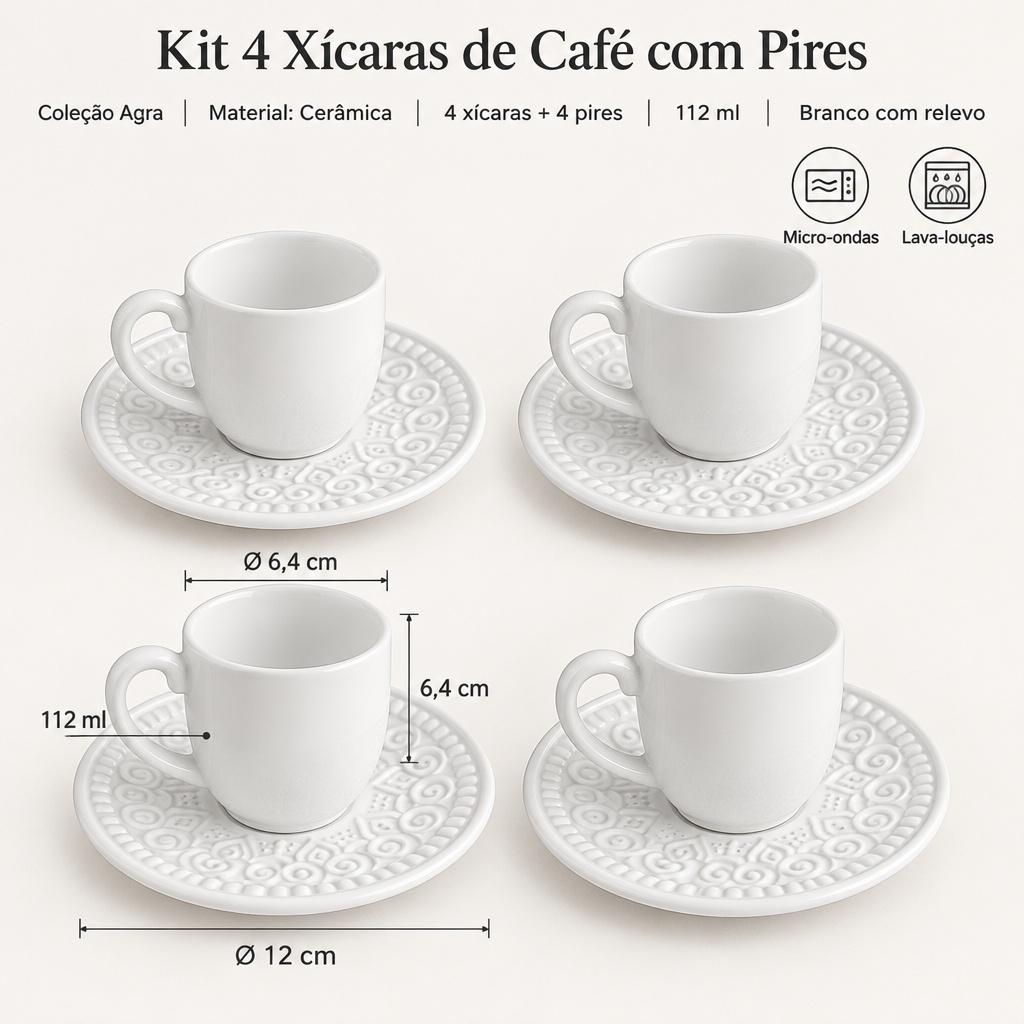 Kit 4 Xícaras de Café com Pires
Coleção Agra | Material: Cerâmica | 4 xícaras + 4 pires | 112 ml | Branco com relevo
Micro-ondas Lava-louças
Ø 6,4 cm
6,4 cm
112 ml
Ø 12 cm